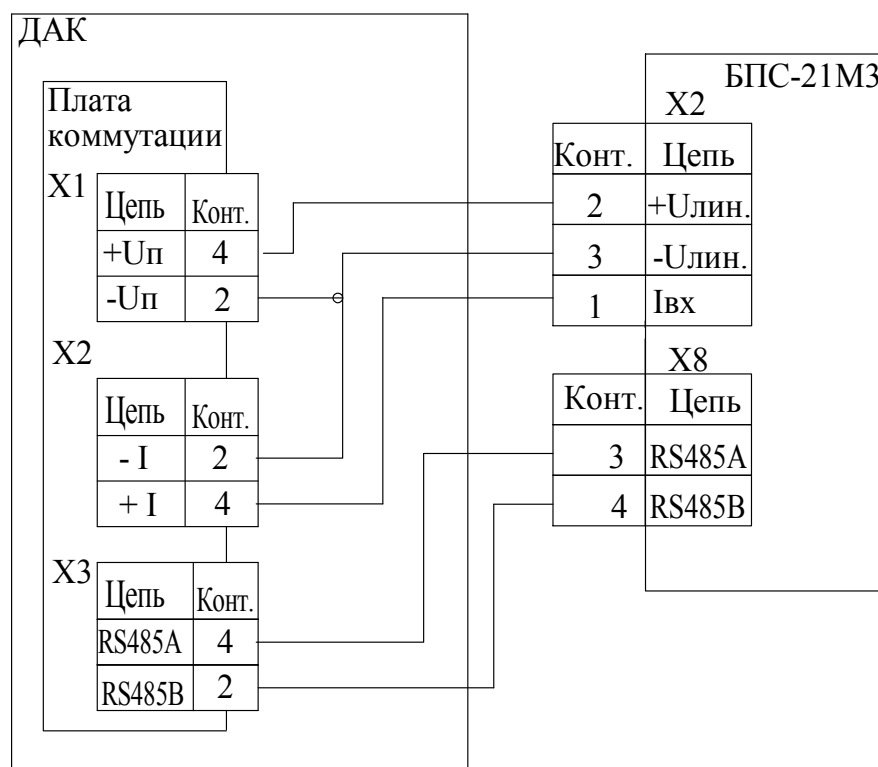 ДАК
Плата
коммутации
X1
Цепь Конт.
+Uп 4
-Uп 2
X2
Цепь Конт.
- I 2
+ I 4
X3
Цепь Конт.
RS485A 4
RS485B 2
БПС-21М3
X2
Конт. Цепь
2 +Uлин.
3 -Uлин.
1 Iвх
X8
Конт. Цепь
3 RS485A
4 RS485B